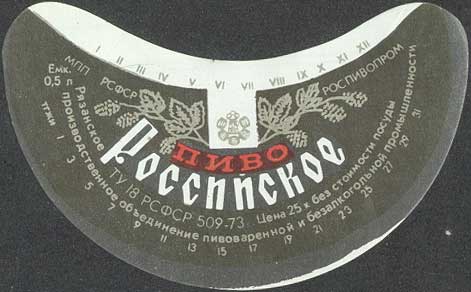 I II III IV V VI VII VIII IX X XI XII
МПП РСФСР РОСПИВОПРОМ
Емк. 0,5 л
ПИВО
Российское
ТУ 18 РСФСР 509-73 Цена 25 к без стоимости посуды
Рязанское производственное объединение пивоваренной и безалкогольной промышленности
1 3 5 7 9 11 13 15 17 19 21 23 25 27 29 31